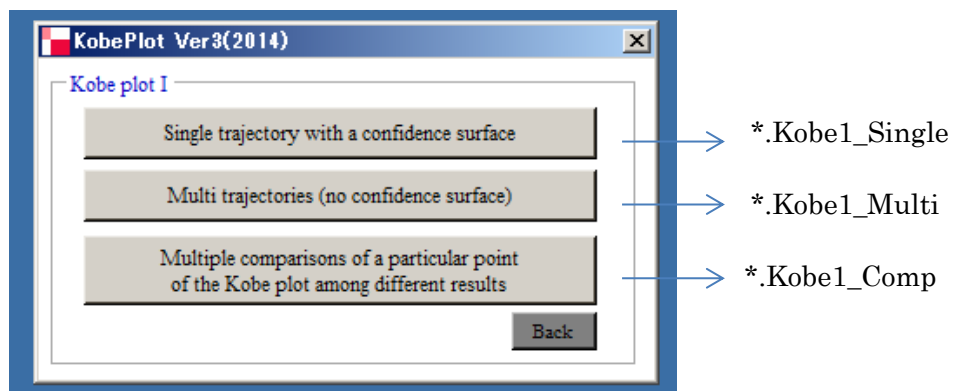 KobePlot Ver3(2014)
Kobe plot I
Single trajectory with a confidence surface
*.Kobe1_Single
Multi trajectories (no confidence surface)
*.Kobe1_Multi
Multiple comparisons of a particular point
of the Kobe plot among different results
*.Kobe1_Comp
Back